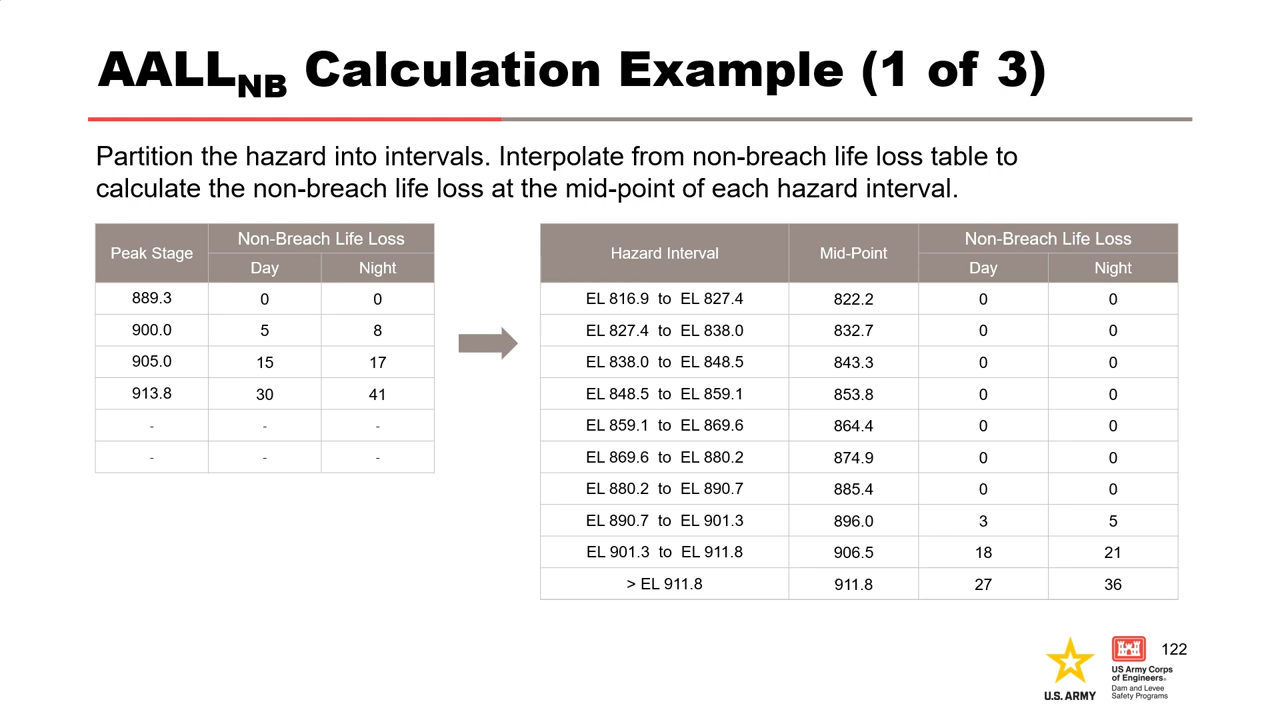 AALLNB Calculation Example (1 of 3)
Partition the hazard into intervals. Interpolate from non-breach life loss table to
calculate the non-breach life loss at the mid-point of each hazard interval.
Peak Stage Non-Breach Life Loss
Day Night
889.3 0 0
900.0 5 8
905.0 15 17
913.8 30 41
- - -
- - -
Hazard Interval Mid-Point Non-Breach Life Loss
Day Night
EL 816.9 to EL 827.4 822.2 0 0
EL 827.4 to EL 838.0 832.7 0 0
EL 838.0 to EL 848.5 843.3 0 0
EL 848.5 to EL 859.1 853.8 0 0
EL 859.1 to EL 869.6 864.4 0 0
EL 869.6 to EL 880.2 874.9 0 0
EL 880.2 to EL 890.7 885.4 0 0
EL 890.7 to EL 901.3 896.0 3 5
EL 901.3 to EL 911.8 906.5 18 21
> EL 911.8 911.8 27 36
U.S. ARMY
US Army Corps
of Engineers®
Dam and Levee
Safety Programs
122